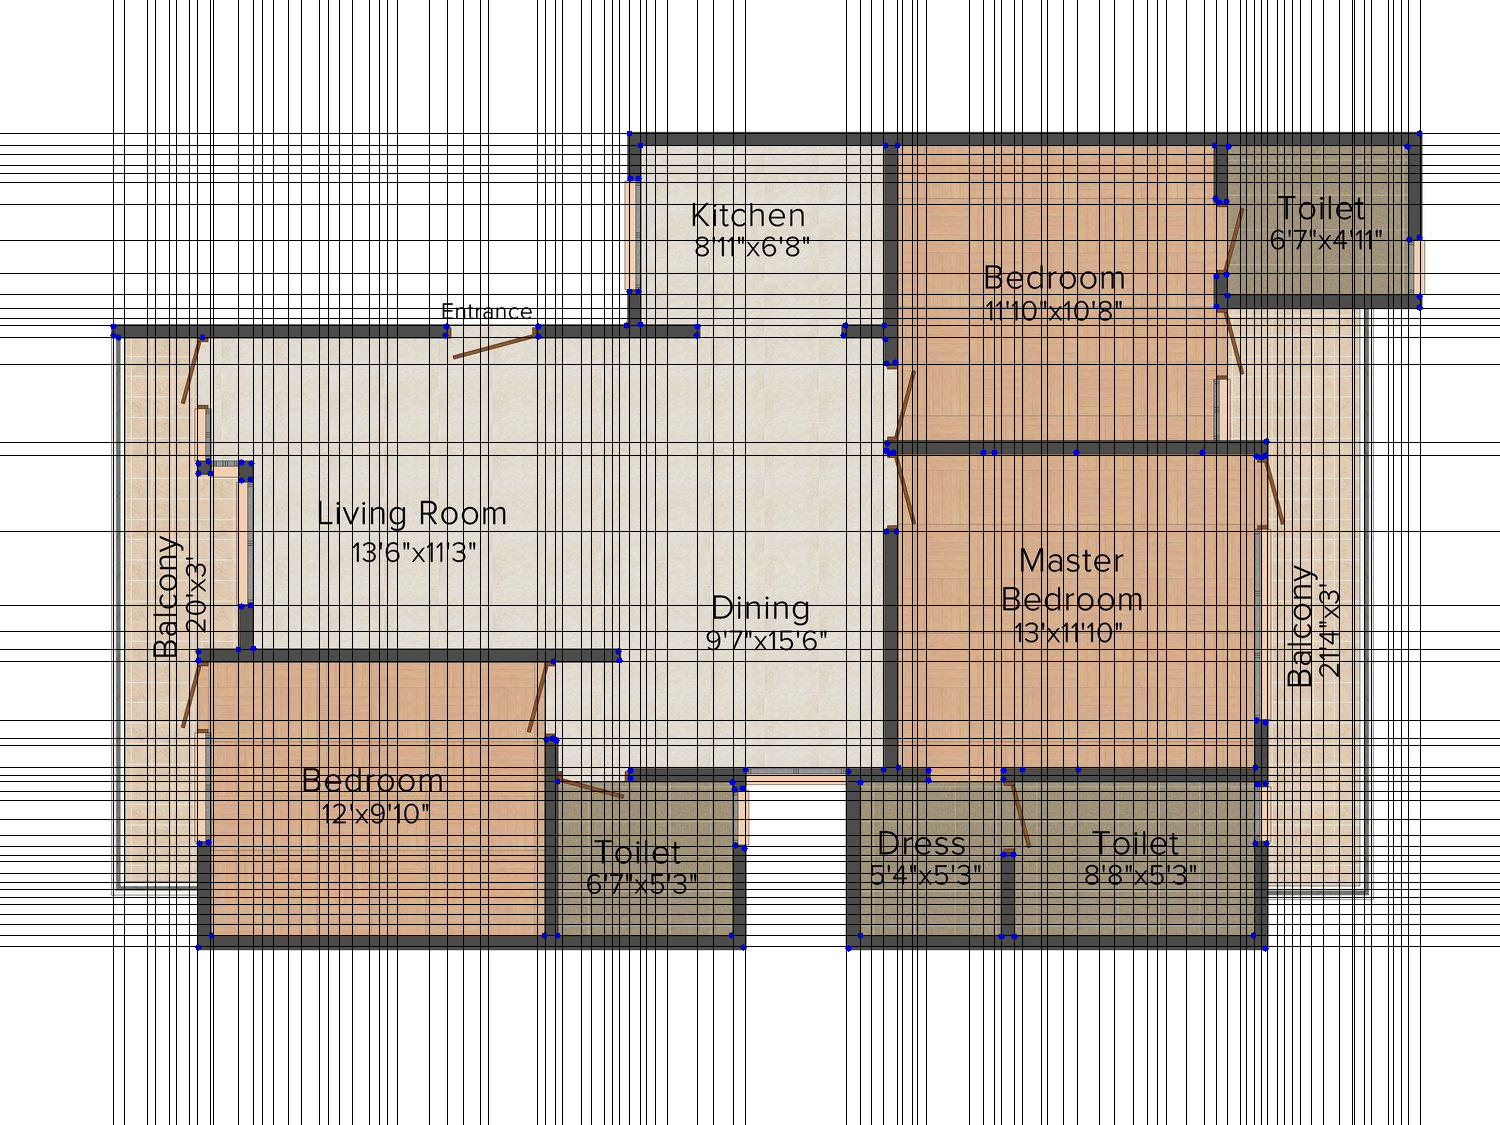 Kitchen
8'11"x6'8"
Toilet
6'7"x4'11"
Bedroom
11'10"x10'8"
Entrance
Living Room
13'6"x11'3"
Balcony
20'x3'
Dining
9'7"x15'6"
Master
Bedroom
13'x11'10"
Balcony
21'4"x3'
Bedroom
12'x9'10"
Toilet
6'7"x5'3"
Dress
5'4"x5'3"
Toilet
8'8"x5'3"